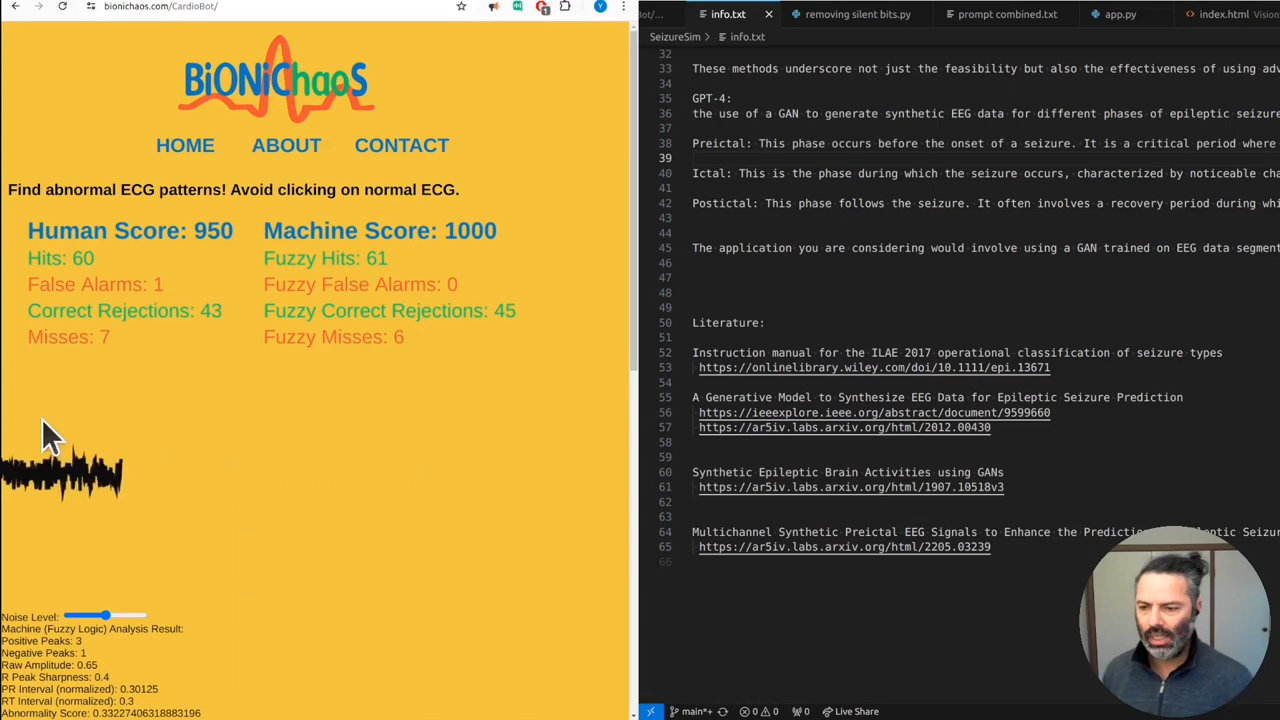 bionichaos.com/CardioBot/
BiONiChaoS
HOME ABOUT CONTACT
Find abnormal ECG patterns! Avoid clicking on normal ECG.
Human Score: 950 Machine Score: 1000
Hits: 60 Fuzzy Hits: 61
False Alarms: 1 Fuzzy False Alarms: 0
Correct Rejections: 43 Fuzzy Correct Rejections: 45
Misses: 7 Fuzzy Misses: 6
Noise Level:
Machine (Fuzzy Logic) Analysis Result:
Positive Peaks: 3
Negative Peaks: 1
Raw Amplitude: 0.65
R Peak Sharpness: 0.4
PR Interval (normalized): 0.30125
RT Interval (normalized): 0.3
Abnormality Score: 0.33227406318883196
ot/... info.txt removing silent bits.py prompt combined.txt app.py index.html Vision
SeizureSim > info.txt
32
33 These methods underscore not just the feasibility but also the effectiveness of using adv
34
35 GPT-4:
36 the use of a GAN to generate synthetic EEG data for different phases of epileptic seizure
37
38 Preictal: This phase occurs before the onset of a seizure. It is a critical period where
39
40 Ictal: This is the phase during which the seizure occurs, characterized by noticeable cha
41
42 Postictal: This phase follows the seizure. It often involves a recovery period during whi
43
44
45 The application you are considering would involve using a GAN trained on EEG data segment
46
47
48
49
50 Literature:
51
52 Instruction manual for the ILAE 2017 operational classification of seizure types
53 https://onlinelibrary.wiley.com/doi/10.1111/epi.13671
54
55 A Generative Model to Synthesize EEG Data for Epileptic Seizure Prediction
56 https://ieeexplore.ieee.org/abstract/document/9599660
57 https://ar5iv.labs.arxiv.org/html/2012.00430
58
59
60 Synthetic Epileptic Brain Activities using GANs
61 https://ar5iv.labs.arxiv.org/html/1907.10518v3
62
63
64 Multichannel Synthetic Preictal EEG Signals to Enhance the Prediction Seizur
65 https://ar5iv.labs.arxiv.org/html/2205.03239
66
main*+ 0 0 0 Live Share